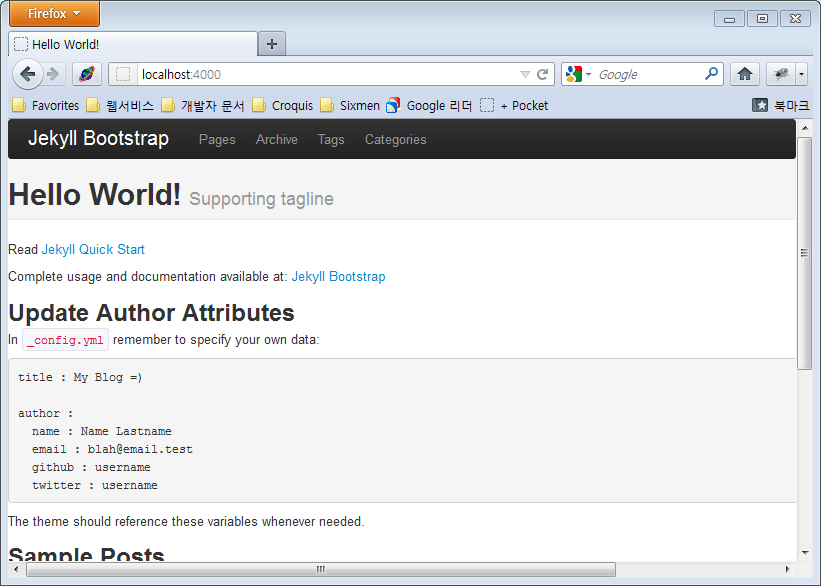 Firefox
Hello World!
localhost:4000
Google
Favorites 웹서비스 개발자 문서 Croquis Sixmen Google 리더 + Pocket 북마크
Jekyll Bootstrap Pages Archive Tags Categories
Hello World! Supporting tagline
Read Jekyll Quick Start
Complete usage and documentation available at: Jekyll Bootstrap
Update Author Attributes
In _config.yml remember to specify your own data:
title : My Blog =)
author :
name : Name Lastname
email : blah@email.test
github : username
twitter : username
The theme should reference these variables whenever needed.
Sample Posts